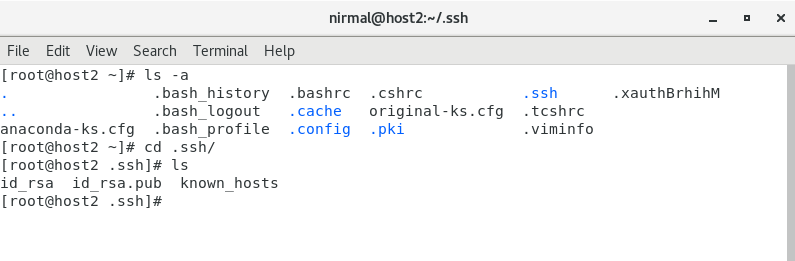 nirmal@host2:~/.ssh
File Edit View Search Terminal Help
[root@host2 ~]# ls -a
. .bash_history .bashrc .cshrc .ssh .xauthBrhihM
.. .bash_logout .cache original-ks.cfg .tcshrc
anaconda-ks.cfg .bash_profile .config .pki .viminfo
[root@host2 ~]# cd .ssh/
[root@host2 .ssh]# ls
id_rsa id_rsa.pub known_hosts
[root@host2 .ssh]#